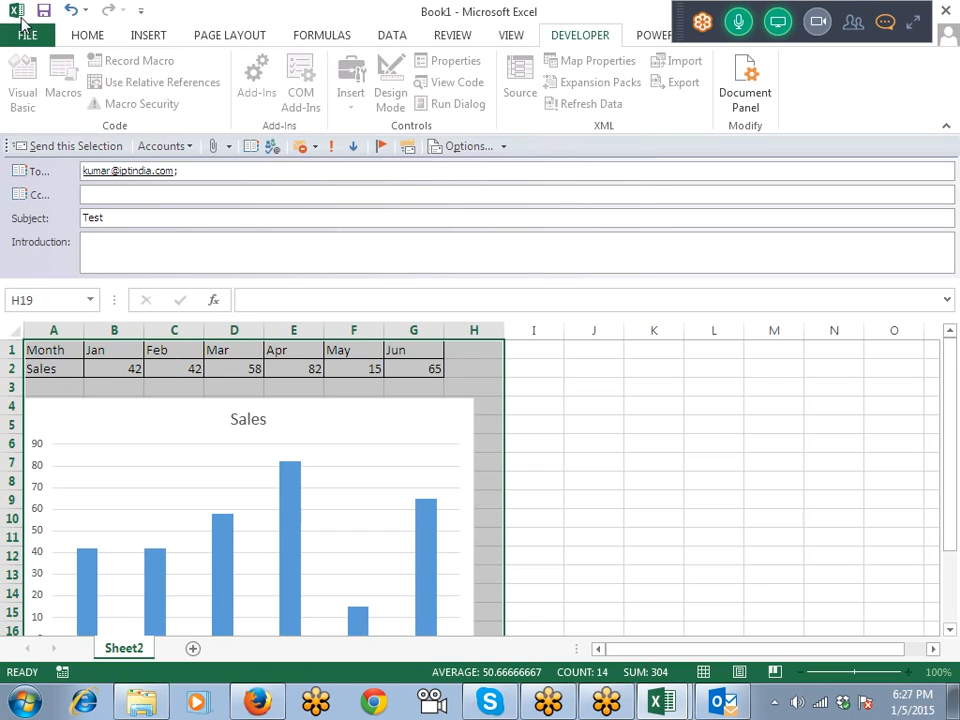 Book1 - Microsoft Excel
FILE HOME INSERT PAGE LAYOUT FORMULAS DATA REVIEW VIEW DEVELOPER POWER
Visual Basic
Macros
Record Macro
Use Relative References
Macro Security
Code
Add-Ins
COM Add-Ins
Add-Ins
Insert
Design Mode
Properties
View Code
Run Dialog
Controls
Source
Map Properties
Expansion Packs
Refresh Data
Import
Export
XML
Document Panel
Modify
Send this Selection Accounts Options...
To... kumar@iptindia.com;
Cc...
Subject: Test
Introduction:
H19 fx
A B C D E F G H I J K L M N O
1 Month Jan Feb Mar Apr May Jun
2 Sales 42 42 58 82 15 65
3
4
5
6
7
8
9
10
11
12
13
14
15
16
Sales
90
80
70
60
50
40
30
20
10
Sheet2
READY AVERAGE: 50.66666667 COUNT: 14 SUM: 304 100%
6:27 PM
1/5/2015